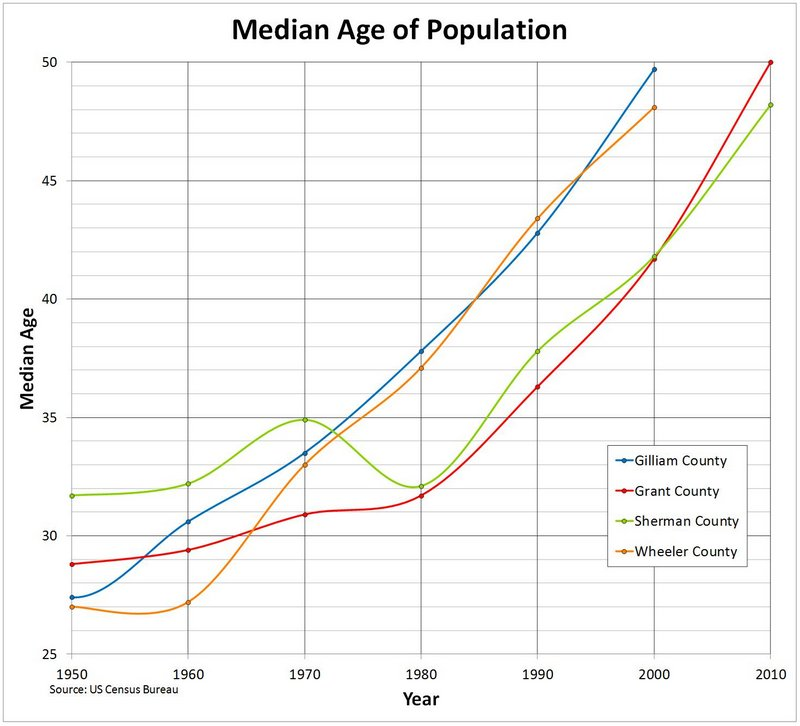 Median Age of Population
50
45
40
35
30
25
Median Age
Gilliam County
Grant County
Sherman County
Wheeler County
1950 1960 1970 1980 1990 2000 2010
Source: US Census Bureau
Year